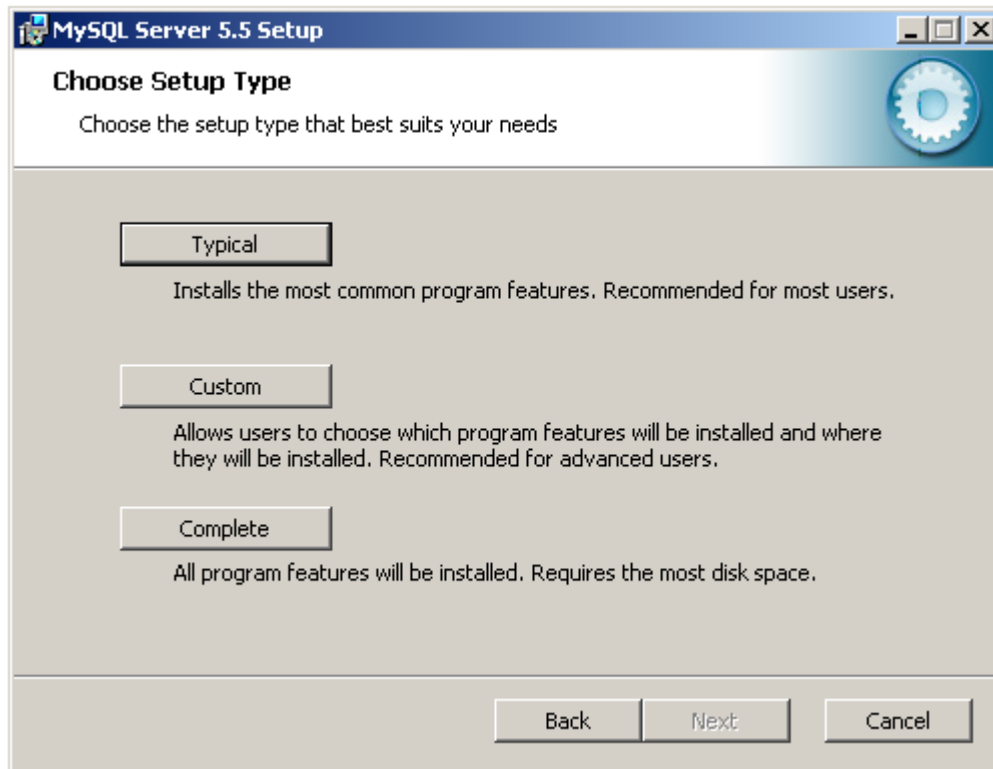 MySQL Server 5.5 Setup
Choose Setup Type
Choose the setup type that best suits your needs
Typical
Installs the most common program features. Recommended for most users.
Custom
Allows users to choose which program features will be installed and where
they will be installed. Recommended for advanced users.
Complete
All program features will be installed. Requires the most disk space.
Back Next Cancel